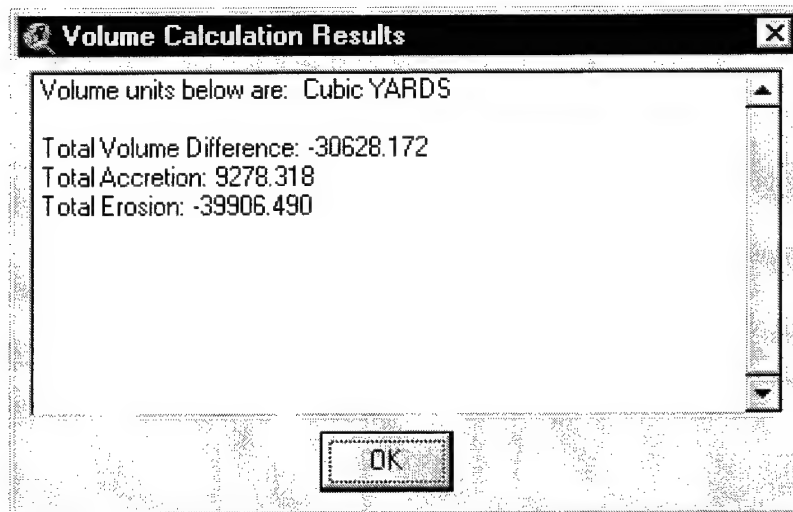 Volume Calculation Results
Volume units below are: Cubic YARDS
Total Volume Difference: -30628.172
Total Accretion: 9278.318
Total Erosion: -39906.490
OK